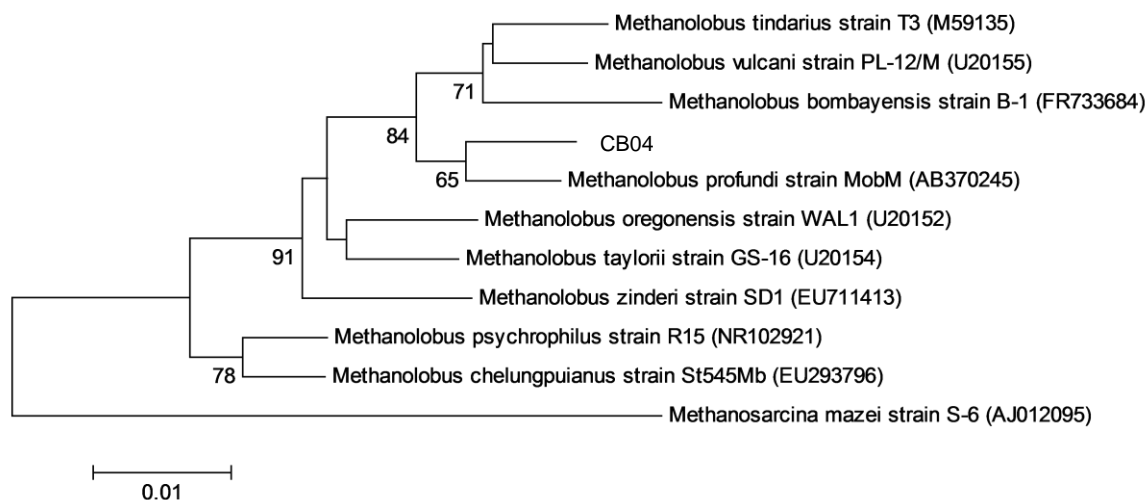 Methanolobus tindarius strain T3 (M59135)
Methanolobus vulcani strain PL-12/M (U20155)
71
Methanolobus bombayensis strain B-1 (FR733684)
84
CB04
65
Methanolobus profundi strain MobM (AB370245)
Methanolobus oregonensis strain WAL1 (U20152)
91
Methanolobus taylorii strain GS-16 (U20154)
Methanolobus zinderi strain SD1 (EU711413)
Methanolobus psychrophilus strain R15 (NR102921)
78
Methanolobus chelungpuianus strain St545Mb (EU293796)
Methanosarcina mazei strain S-6 (AJ012095)
0.01